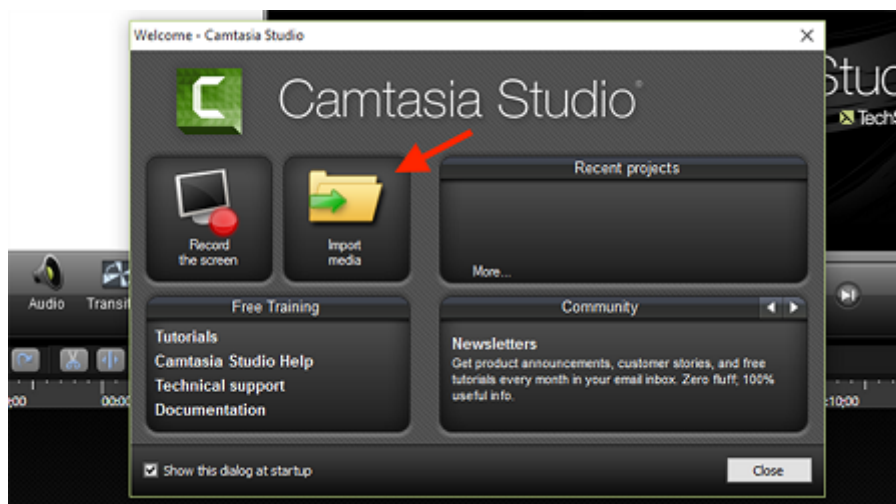 Welcome - Camtasia Studio
Camtasia Studio®
Record
the screen
Import
media
Recent projects
More...
Free Training
Tutorials
Camtasia Studio Help
Technical support
Documentation
Community
Newsletters
Get product announcements, customer stories, and free
tutorials every month in your email inbox. Zero fluff; 100%
useful info.
Show this dialog at startup
Close
Audio